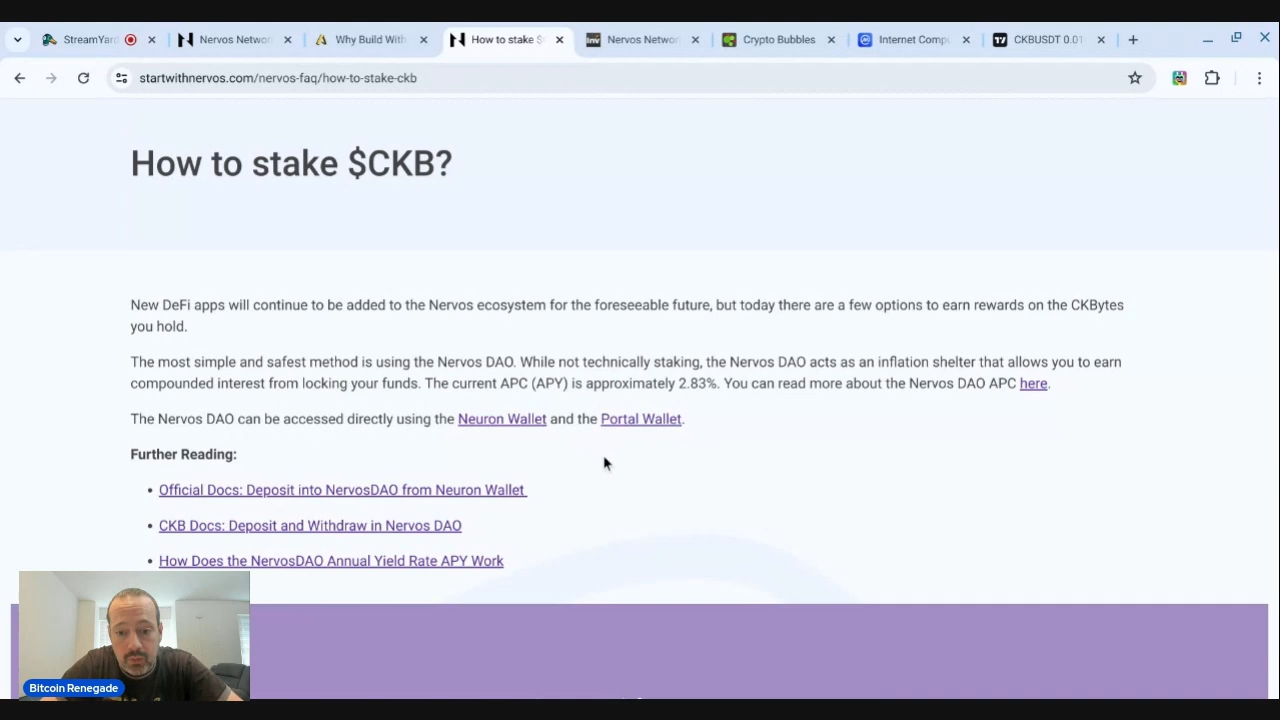 StreamYar
Nervos Networ
Why Build With
How to stake $
Nervos Networ
Crypto Bubbles
Internet Comp
CKBUSDT 0.01
startwithnervos.com/nervos-faq/how-to-stake-ckb
How to stake $CKB?
New DeFi apps will continue to be added to the Nervos ecosystem for the foreseeable future, but today there are a few options to earn rewards on the CKBytes
you hold.
The most simple and safest method is using the Nervos DAO. While not technically staking, the Nervos DAO acts as an inflation shelter that allows you to earn
compounded interest from locking your funds. The current APC (APY) is approximately 2.83%. You can read more about the Nervos DAO APC here.
The Nervos DAO can be accessed directly using the Neuron Wallet and the Portal Wallet.
Further Reading:
• Official Docs: Deposit into NervosDAO from Neuron Wallet
• CKB Docs: Deposit and Withdraw in Nervos DAO
• How Does the NervosDAO Annual Yield Rate APY Work
Bitcoin Renegade